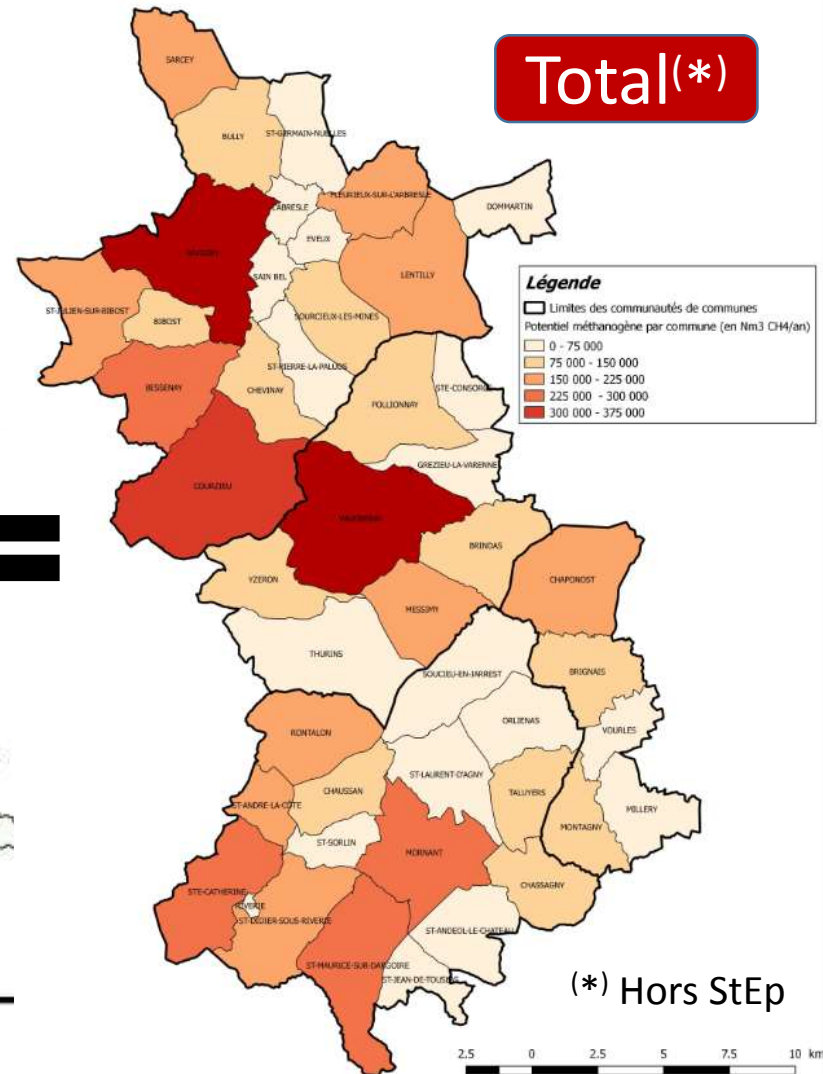 Total(*)
SARCEY
BULLY
ST-GERMAIN-NUELLES
FLEURIEUX-SUR-L'ARBRESLE
DOMMARTIN
EVEUX
SAIN BEL
LENTILLY
ST-JULIEN-SUR-BIBOST
BIBOST
SOURCIEUX-LES-MINES
Légende
Limites des communautés de communes
Potentiel méthanogène par commune (en Nm3 CH4/an)
0 - 75 000
75 000 - 150 000
150 000 - 225 000
225 000 - 300 000
300 000 - 375 000
BESSENAY
CHEVINAY
ST-PIERRE-LA-PALUD
POLLIONNAY
STE-CONSORCE
GREZIEU-LA-VARENNE
COURZIEU
BRINDAS
YZERON
MESSIMY
CHAPONOST
THURINS
SOUCIEU-EN-JARREST
BRIGNAIS
ORLIENAS
VOURLES
RONTALON
ST-LAURENT-D'AGNY
CHAUSSAN
TALUYERS
MILLERY
ST-ANDRE-LA-COTE
MONTAGNY
ST-SORLIN
MORNANT
STE-CATHERINE
CHASSAGNY
RIVERIE
ST-DIDIER-SOUS-RIVERIE
ST-ANDEOL-LE-CHATEAU
ST-MAURICE-SUR-DARGOIRE
(*) Hors StEp
2.5 0 2.5 5 7.5 10 km